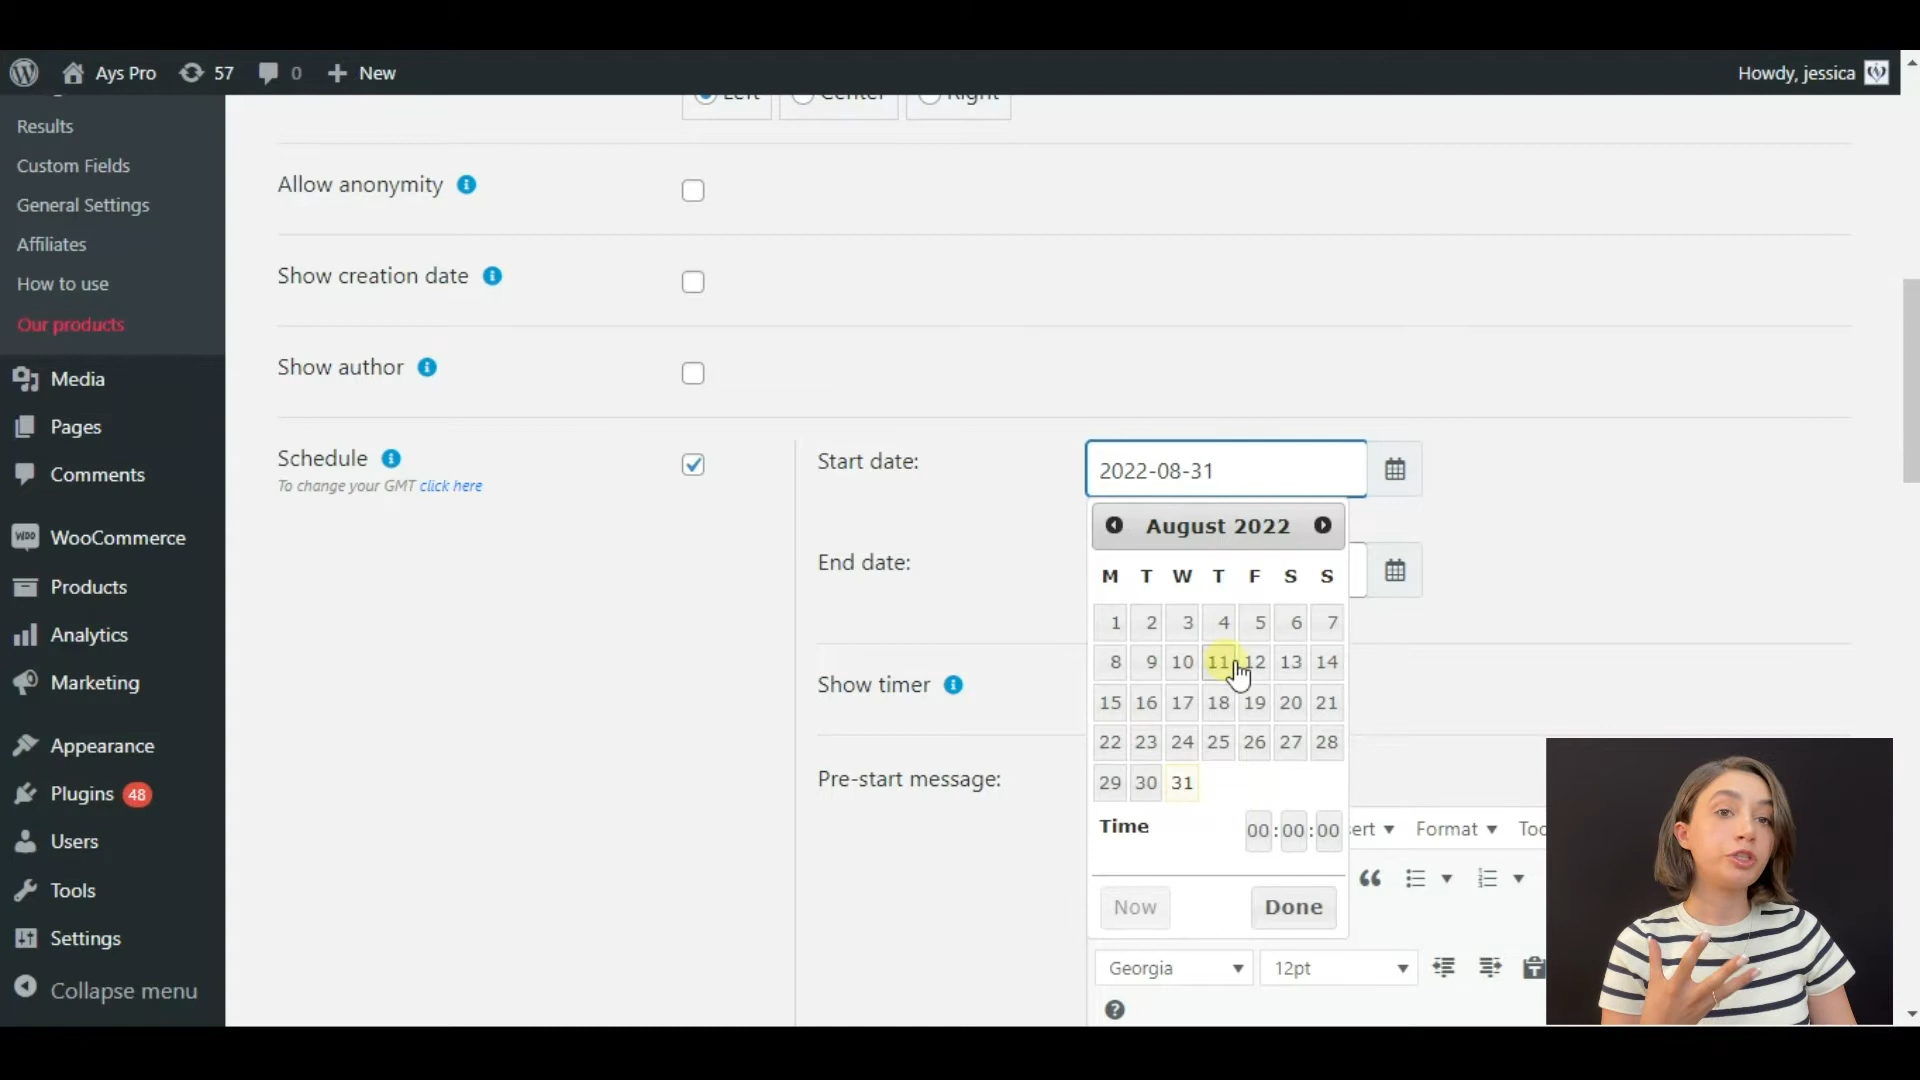 Ays Pro 57 0 New Howdy, jessica
Left Center Right
Results
Custom Fields
General Settings
Affiliates
How to use
Our products
Media
Pages
Comments
WooCommerce
Products
Analytics
Marketing
Appearance
Plugins 48
Users
Tools
Settings
Collapse menu
Allow anonymity
Show creation date
Show author
Schedule
To change your GMT click here
Start date: 2022-08-31
End date:
Show timer
Pre-start message:
August 2022
M T W T F S S
1 2 3 4 5 6 7
8 9 10 11 12 13 14
15 16 17 18 19 20 21
22 23 24 25 26 27 28
29 30 31
Time 00:00:00
Now Done
ert Format Too
Georgia 12pt